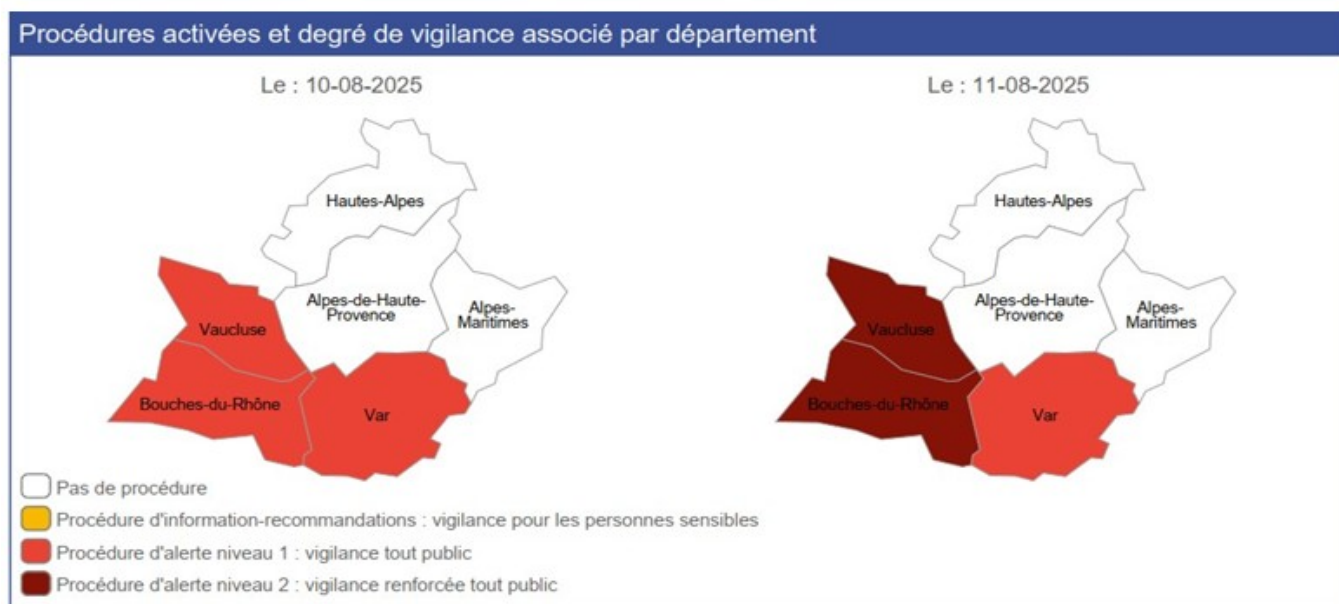 Procédures activées et degré de vigilance associé par département
Le : 10-08-2025
Hautes-Alpes
Alpes-de-Haute-
Provence
Alpes-
Maritimes
Vaucluse
Bouches-du-Rhône
Var
Le : 11-08-2025
Hautes-Alpes
Alpes-de-Haute-
Provence
Alpes-
Maritimes
Vaucluse
Bouches-du-Rhône
Var
Pas de procédure
Procédure d'information-recommandations : vigilance pour les personnes sensibles
Procédure d'alerte niveau 1 : vigilance tout public
Procédure d'alerte niveau 2 : vigilance renforcée tout public